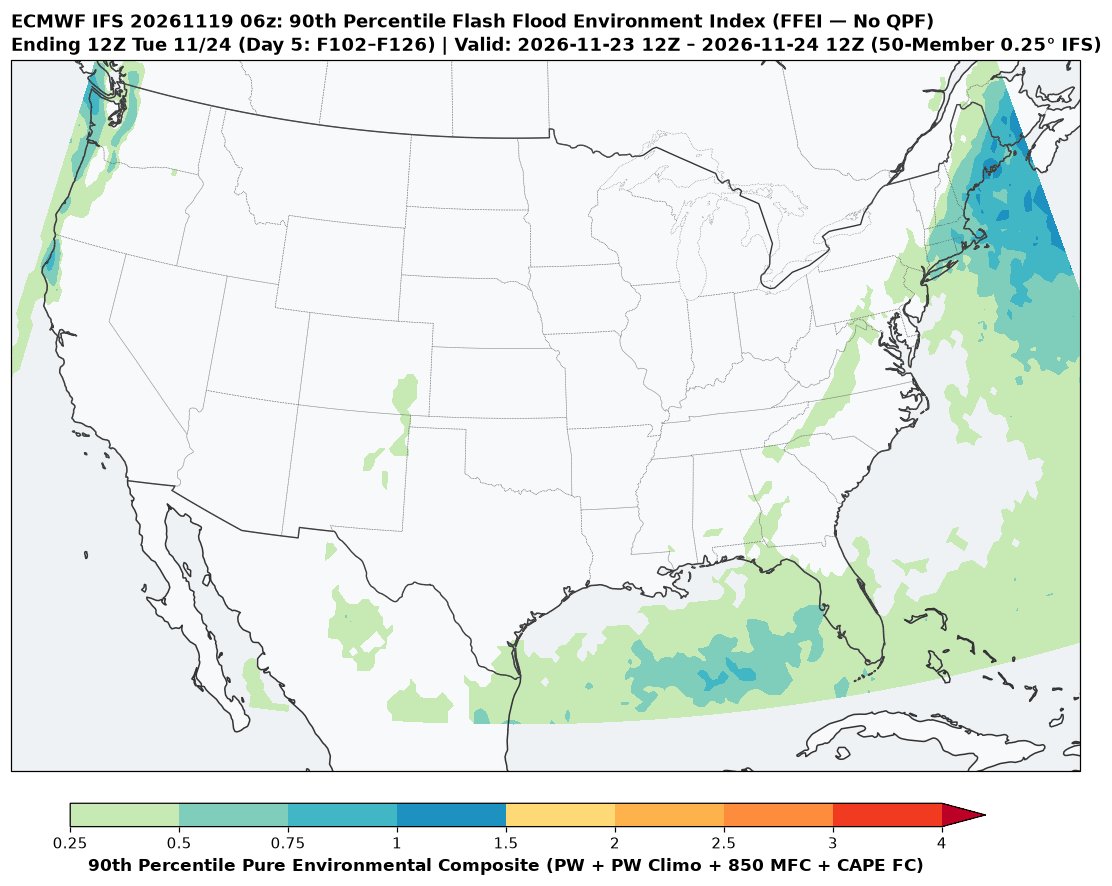 ECMWF IFS 20261119 06z: 90th Percentile Flash Flood Environment Index (FFEI — No QPF)
Ending 12Z Tue 11/24 (Day 5: F102–F126) | Valid: 2026-11-23 12Z – 2026-11-24 12Z (50-Member 0.25° IFS)
0.25 0.5 0.75 1 1.5 2 2.5 3 4
90th Percentile Pure Environmental Composite (PW + PW Climo + 850 MFC + CAPE FC)